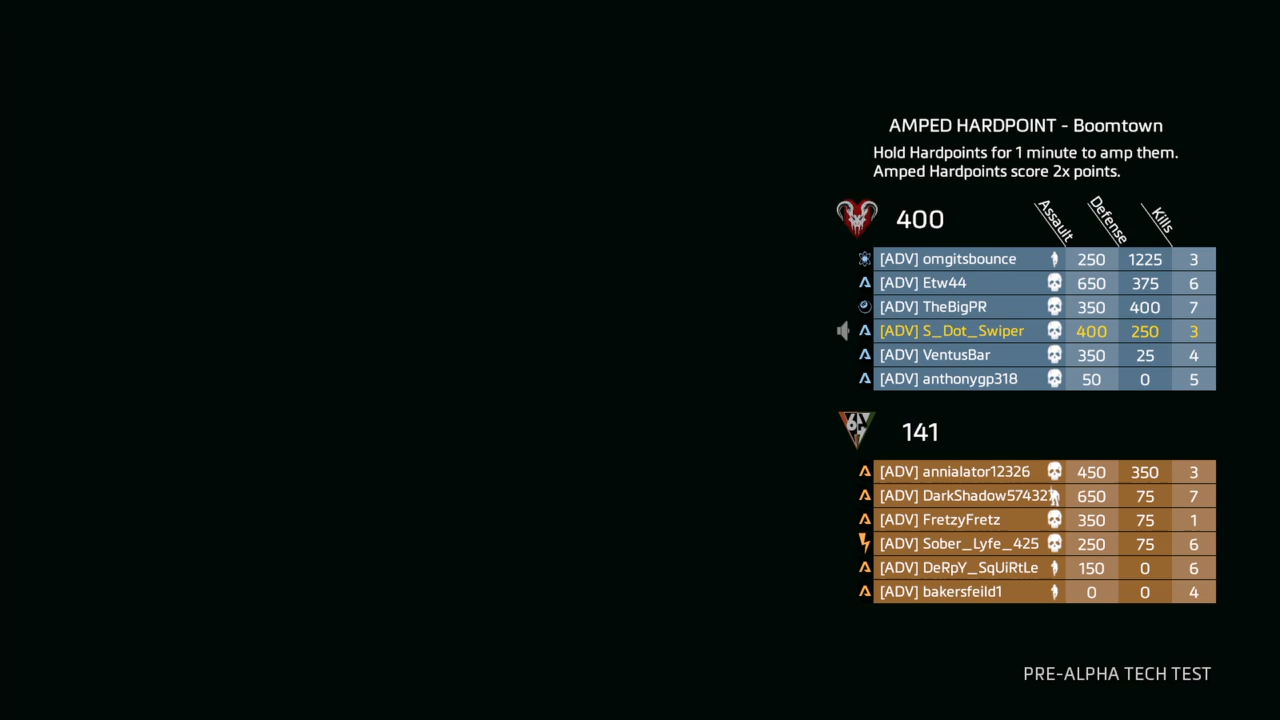 AMPED HARDPOINT - Boomtown
Hold Hardpoints for 1 minute to amp them.
Amped Hardpoints score 2x points.
400 Assault Defense Kills
[ADV] omgitsbounce 250 1225 3
[ADV] Etw44 650 375 6
[ADV] TheBigPR 350 400 7
[ADV] S_Dot_Swiper 400 250 3
[ADV] VentusBar 350 25 4
[ADV] anthonygp318 50 0 5
64
141
[ADV] annialator12326 450 350 3
[ADV] DarkShadow574321 650 75 7
[ADV] FretzyFretz 350 75 1
[ADV] Sober_Lyfe_425 250 75 6
[ADV] DeRpY_SqUiRtLe 150 0 6
[ADV] bakersfeild1 0 0 4
PRE-ALPHA TECH TEST